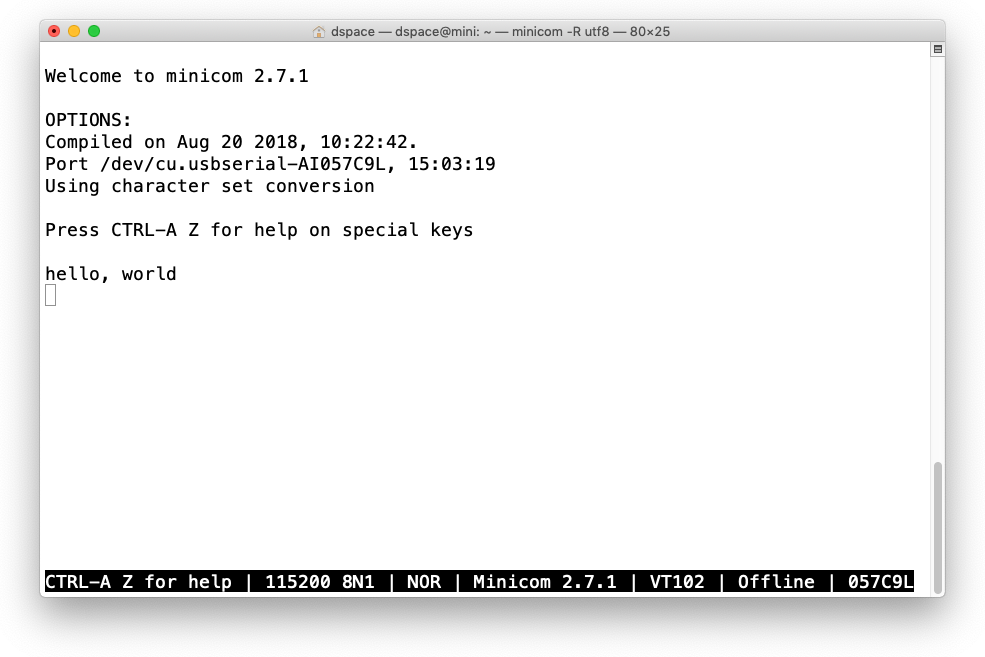 dspace — dspace@mini: ~ — minicom -R utf8 — 80×25
Welcome to minicom 2.7.1
OPTIONS:
Compiled on Aug 20 2018, 10:22:42.
Port /dev/cu.usbserial-AI057C9L, 15:03:19
Using character set conversion
Press CTRL-A Z for help on special keys
hello, world
CTRL-A Z for help | 115200 8N1 | NOR | Minicom 2.7.1 | VT102 | Offline | 057C9L